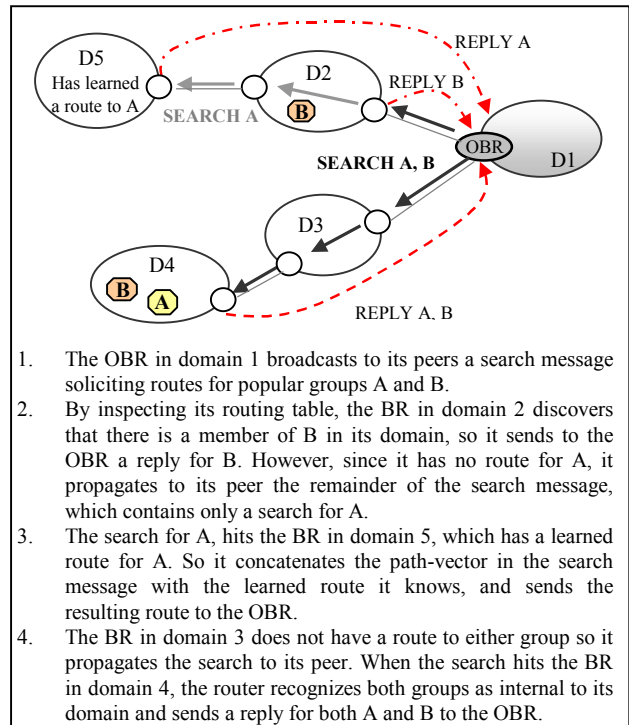 REPLY A
D5
Has learned
a route to A
D2
REPLY B
SEARCH A
B
OBR
D1
SEARCH A, B
D3
D4
B
A
REPLY A, B
1. The OBR in domain 1 broadcasts to its peers a search message
soliciting routes for popular groups A and B.
2. By inspecting its routing table, the BR in domain 2 discovers
that there is a member of B in its domain, so it sends to the
OBR a reply for B. However, since it has no route for A, it
propagates to its peer the remainder of the search message,
which contains only a search for A.
3. The search for A, hits the BR in domain 5, which has a learned
route for A. So it concatenates the path-vector in the search
message with the learned route it knows, and sends the
resulting route to the OBR.
4. The BR in domain 3 does not have a route to either group so it
propagates the search to its peer. When the search hits the BR
in domain 4, the router recognizes both groups as internal to its
domain and sends a reply for both A and B to the OBR.